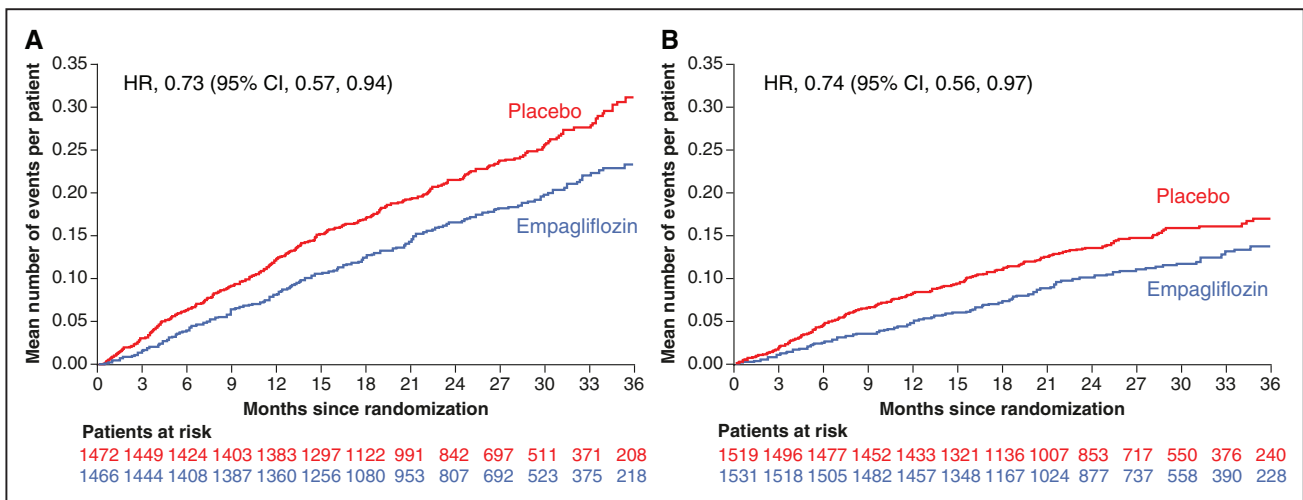 A
Mean number of events per patient
0.35
0.30
0.25
0.20
0.15
0.10
0.05
0.00
HR, 0.73 (95% CI, 0.57, 0.94)
Placebo
Empagliflozin
0 3 6 9 12 15 18 21 24 27 30 33 36
Months since randomization
Patients at risk
1472 1449 1424 1403 1383 1297 1122 991 842 697 511 371 208
1466 1444 1408 1387 1360 1256 1080 953 807 692 523 375 218
B
Mean number of events per patient
0.35
0.30
0.25
0.20
0.15
0.10
0.05
0.00
HR, 0.74 (95% CI, 0.56, 0.97)
Placebo
Empagliflozin
0 3 6 9 12 15 18 21 24 27 30 33 36
Months since randomization
Patients at risk
1519 1496 1477 1452 1433 1321 1136 1007 853 717 550 376 240
1531 1518 1505 1482 1457 1348 1167 1024 877 737 558 390 228